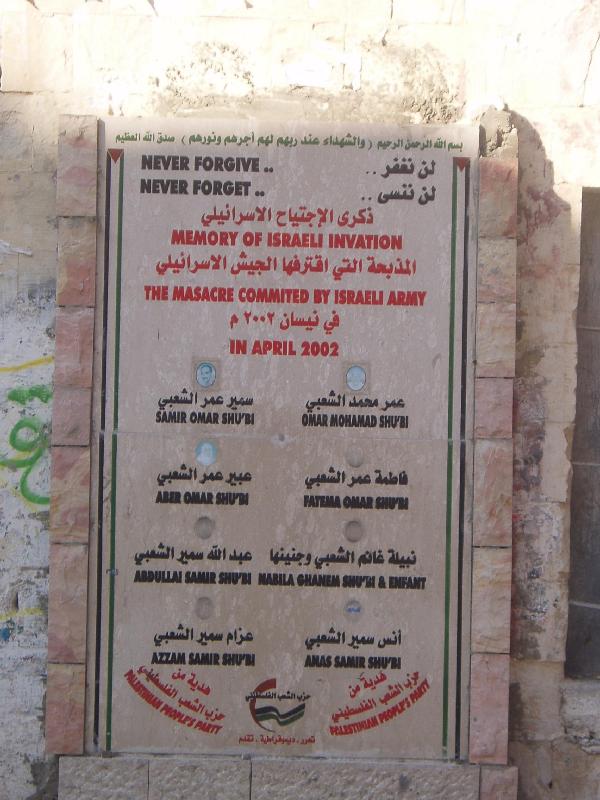 بسم الله الرحمن الرحيم ( والشهداء عند ربهم لهم أجرهم ونورهم ) صدق الله العظيم
NEVER FORGIVE .. لن نغفر . .
NEVER FORGET .. لن ننسى . .
ذكرى الإجتياح الاسرائيلي
MEMORY OF ISRAELI INVATION
المذبحة التي اقترفها الجيش الاسرائيلي
THE MASACRE COMMITED BY ISRAELI ARMY
في نيسان ٢٠٠٢ م
IN APRIL 2002
سمير عمر الشعبي عمر محمد الشعبي
SAMIR OMAR SHU'BI OMAR MOHAMAD SHU'BI
عبير عمر الشعبي فاطمة عمر الشعبي
ABER OMAR SHU'BI FATEMA OMAR SHU'BI
عبد الله سمير الشعبي نبيلة غانم الشعبي وجنينها
ABDULLAI SAMIR SHU'BI NABILA GHANEM SHU'BI & ENFANT
عزام سمير الشعبي أنس سمير الشعبي
AZZAM SAMIR SHU'BI ANAS SAMIR SHU'BI
هدية من
حزب الشعب الفلسطيني
PALESTINIAN PEOPLE'S PARTY
حزب الشعب الفلسطيني
تحرر . ديموقراطية . تقدم
هدية من
حزب الشعب الفلسطيني
PALESTINIAN PEOPLE'S PARTY